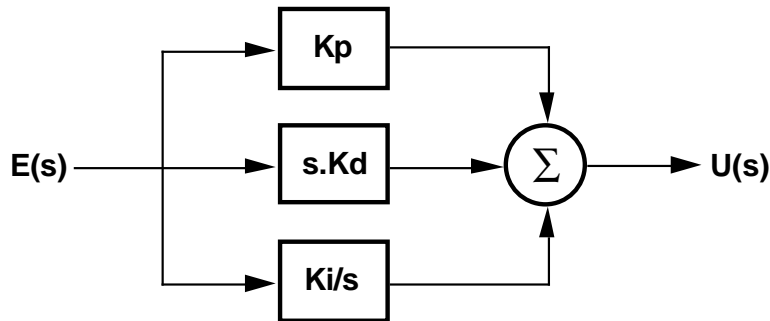 Kp
E(s)
s.Kd
Σ
U(s)
Ki/s